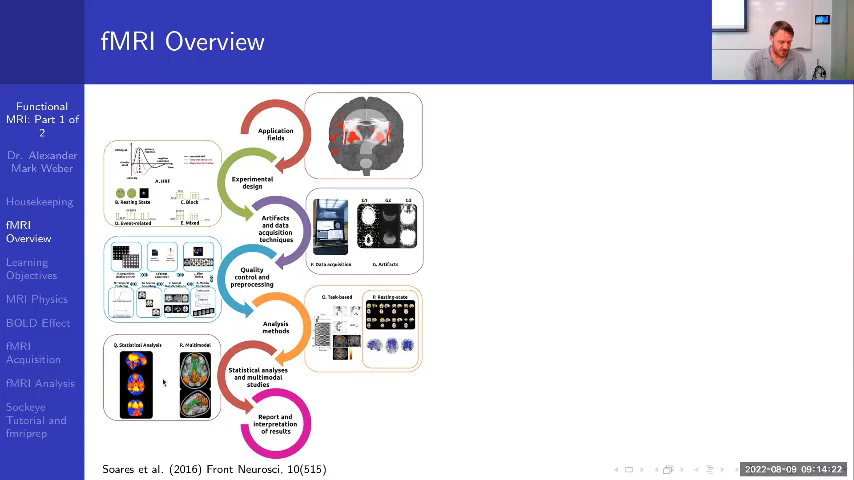 fMRI Overview
Functional
MRI: Part 1 of
2
Dr. Alexander
Mark Weber
Housekeeping
fMRI
Overview
Learning
Objectives
MRI Physics
BOLD Effect
fMRI
Acquisition
fMRI Analysis
Sockeye
Tutorial and
fmriprep
Application
fields
A. HRF
B. Resting State
C. Block
D. Event-related
E. Mixed
Experimental
design
Artifacts
and data
acquisition
techniques
G1
G2
G3
F. Data acquisition
G. Artifacts
Quality
control and
preprocessing
Analysis
methods
O. Task-based
P. Resting-state
Q. Statistical Analysis
R. Multimodal
Statistical analyses
and multimodal
studies
Report and
interpretation
of results
Soares et al. (2016) Front Neurosci, 10(515)
2022-08-09 09:14:22